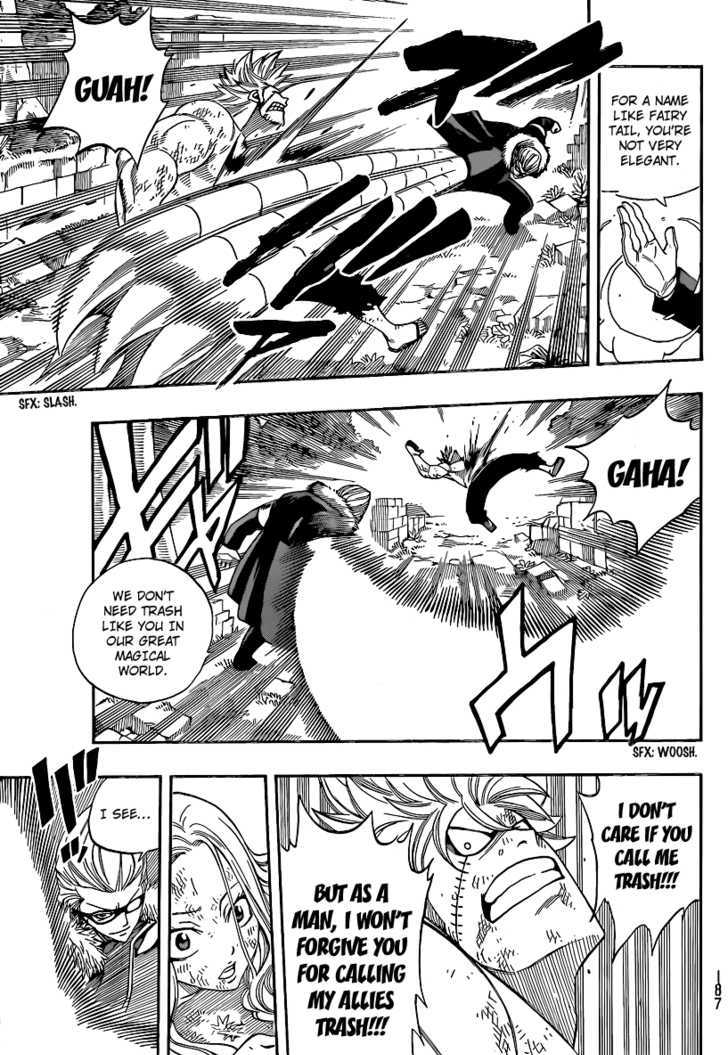 FOR A NAME
LIKE FAIRY
TAIL, YOU'RE
NOT VERY
ELEGANT.
GUAH!
SFX: SLASH.
GAHA!
WE DON'T
NEED TRASH
LIKE YOU IN
OUR GREAT
MAGICAL
WORLD.
SFX: WOOSH.
I DON'T
CARE IF YOU
CALL ME
TRASH!!!
BUT AS A
MAN, I WON'T
FORGIVE YOU
FOR CALLING
MY ALLIES
TRASH!!!
I SEE...
187